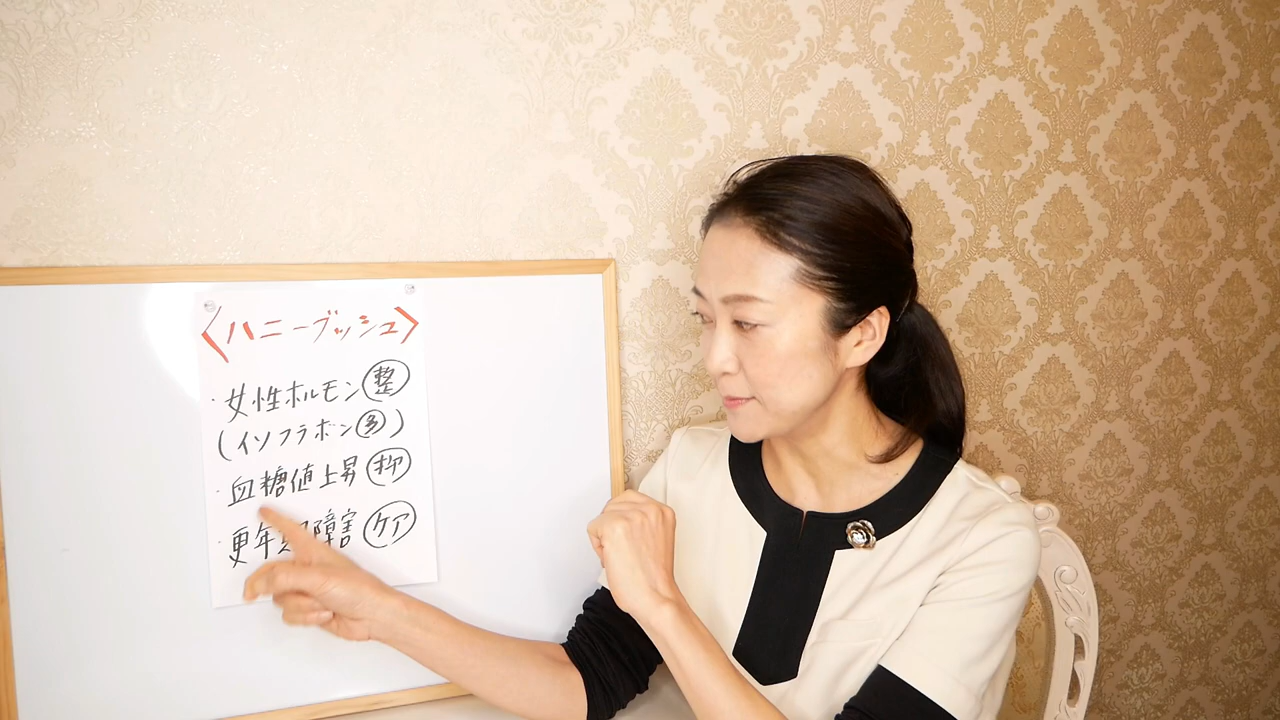 〈ハニーブッシュ〉
・女性ホルモン整
(イソフラボン多)
・血糖値上昇抑
・更年期障害ケア